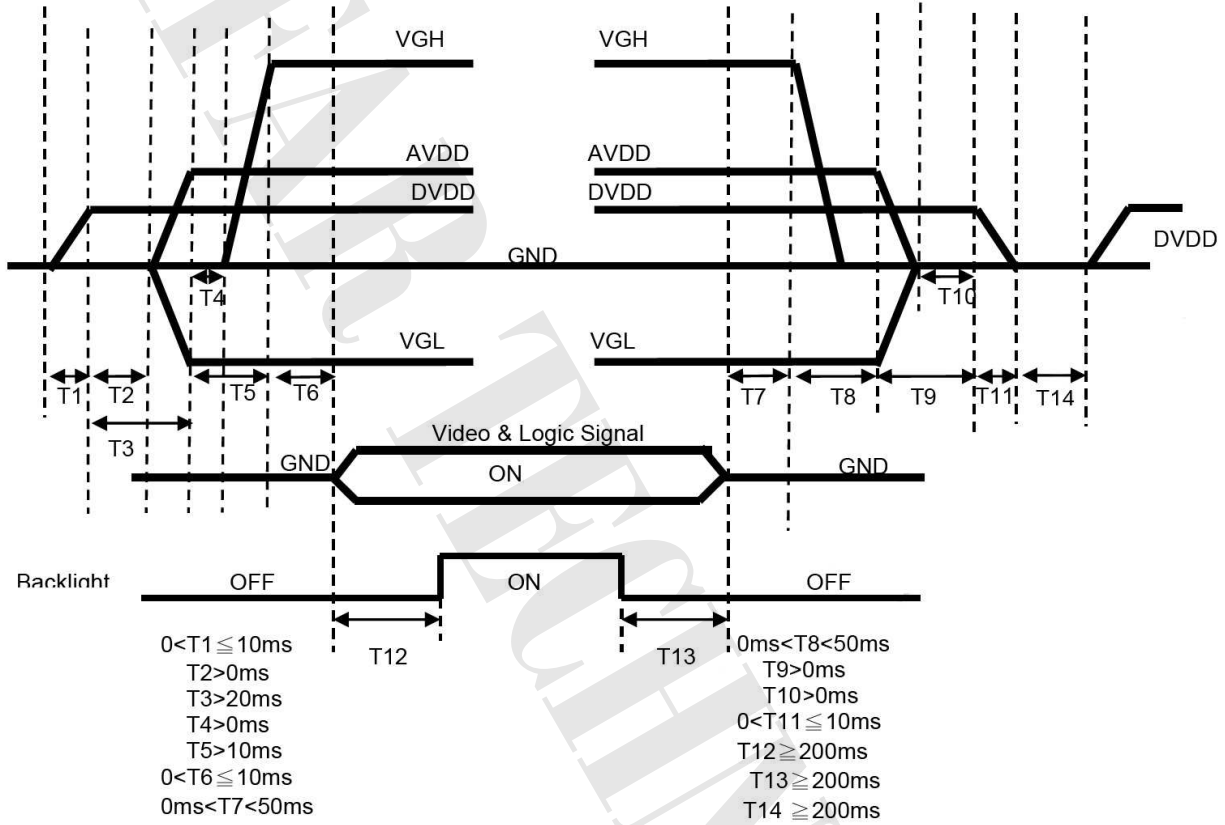 VGH
VGH
AVDD
AVDD
DVDD
DVDD
DVDD
GND
T4
T10
VGL
VGL
T1
T2
T5
T6
T7
T8
T9
T11
T14
T3
Video & Logic Signal
GND
ON
GND
Backlight
OFF
ON
OFF
T12
T13
0<T1≦10ms
T2>0ms
T3>20ms
T4>0ms
T5>10ms
0<T6≦10ms
0ms<T7<50ms
0ms<T8<50ms
T9>0ms
T10>0ms
0<T11≦10ms
T12≧200ms
T13≧200ms
T14 ≧200ms